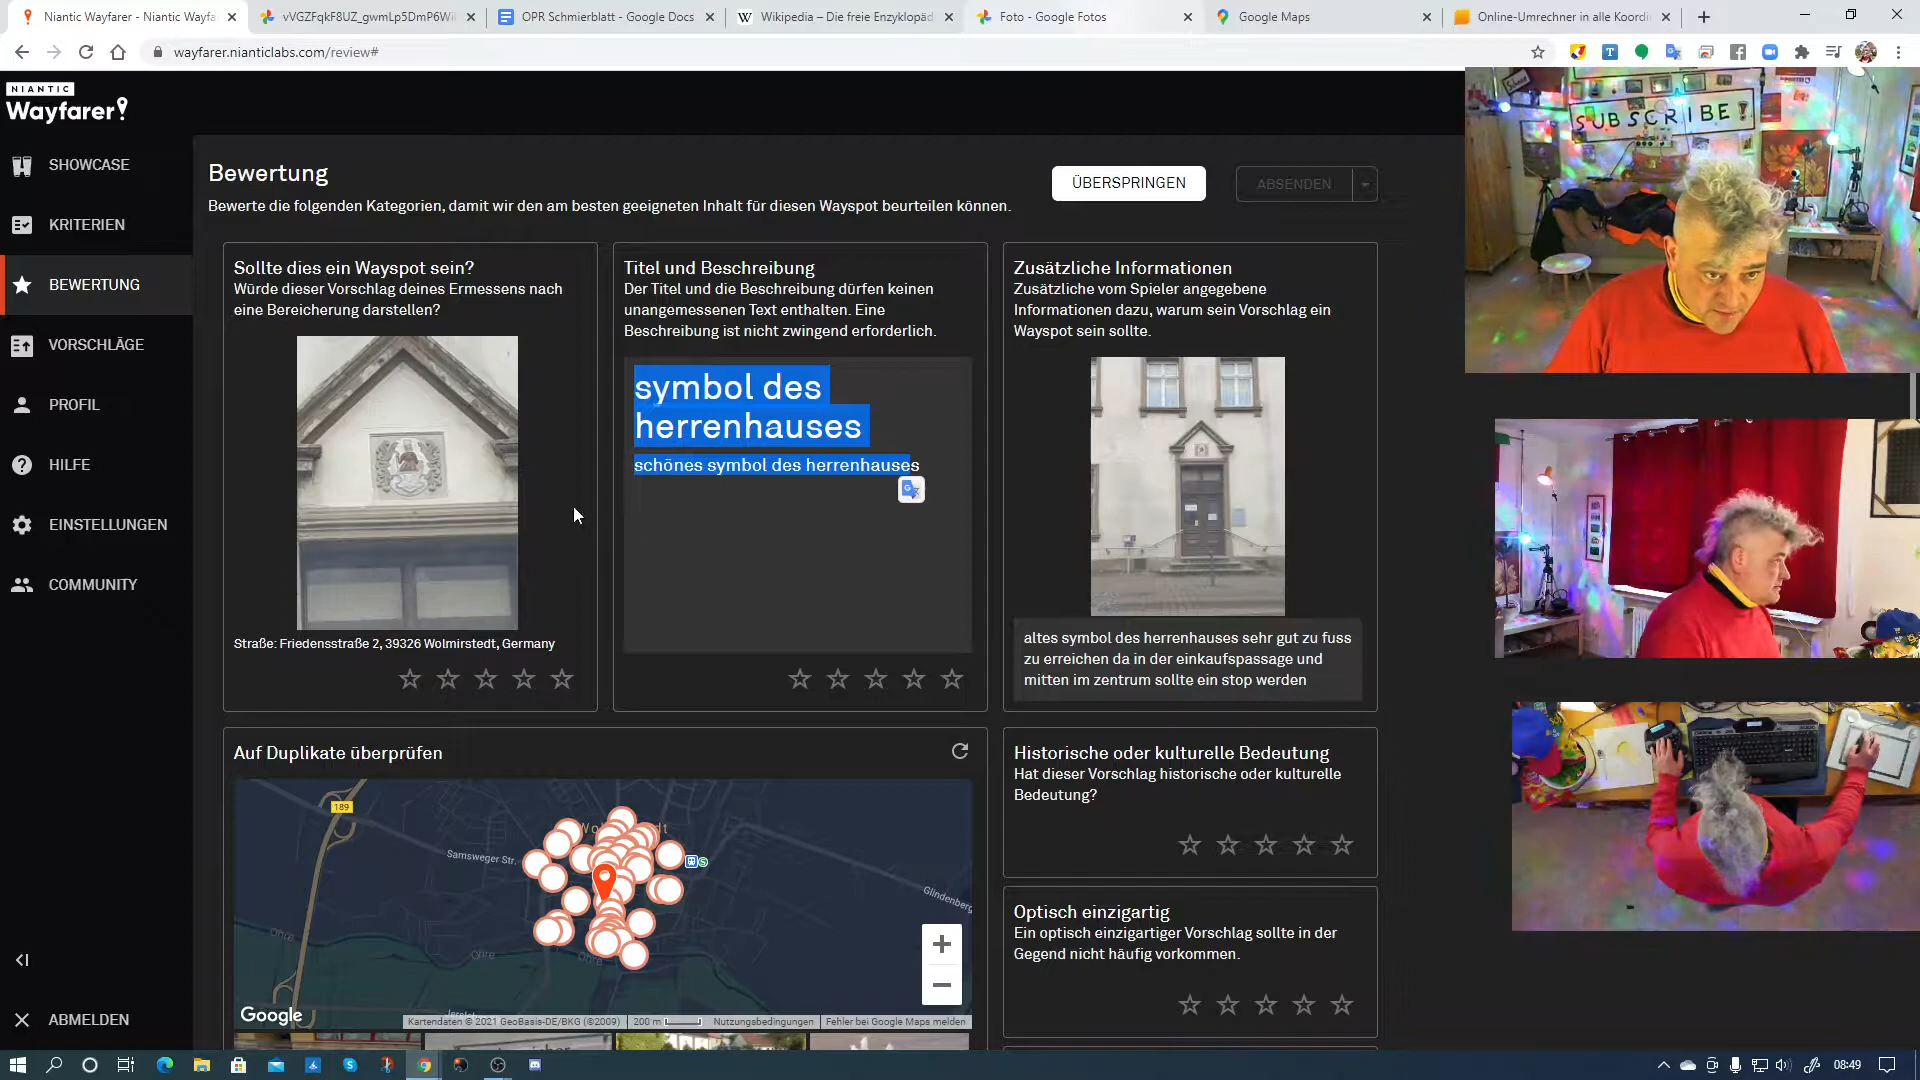 Niantic Wayfarer - Niantic Wayfa
vVGZFqkF8UZ_gwmLp5DmP6Wi
OPR Schmierblatt - Google Docs
Wikipedia – Die freie Enzyklopäd
Foto - Google Fotos
Google Maps
Online-Umrechner in alle Koordi
wayfarer.nianticlabs.com/review#
NIANTIC
Wayfarer
SHOWCASE
KRITERIEN
BEWERTUNG
VORSCHLÄGE
PROFIL
HILFE
EINSTELLUNGEN
COMMUNITY
ABMELDEN
Bewertung
Bewerte die folgenden Kategorien, damit wir den am besten geeigneten Inhalt für diesen Wayspot beurteilen können.
ÜBERSPRINGEN
ABSENDEN
Sollte dies ein Wayspot sein?
Würde dieser Vorschlag deines Ermessens nach
eine Bereicherung darstellen?
Straße: Friedensstraße 2, 39326 Wolmirstedt, Germany
Titel und Beschreibung
Der Titel und die Beschreibung dürfen keinen
unangemessenen Text enthalten. Eine
Beschreibung ist nicht zwingend erforderlich.
symbol des
herrenhauses
schönes symbol des herrenhauses
Zusätzliche Informationen
Zusätzliche vom Spieler angegebene
Informationen dazu, warum sein Vorschlag ein
Wayspot sein sollte.
altes symbol des herrenhauses sehr gut zu fuss
zu erreichen da in der einkaufspassage und
mitten im zentrum sollte ein stop werden
Auf Duplikate überprüfen
189
Samsweger Str.
Glindenberg
Ohre
Ohre
Ohre
Google
Kartendaten © 2021 GeoBasis-DE/BKG (©2009)
200 m
Nutzungsbedingungen
Fehler bei Google Maps melden
Historische oder kulturelle Bedeutung
Hat dieser Vorschlag historische oder kulturelle
Bedeutung?
Optisch einzigartig
Ein optisch einzigartiger Vorschlag sollte in der
Gegend nicht häufig vorkommen.
SUBSCRIBE!
08:49